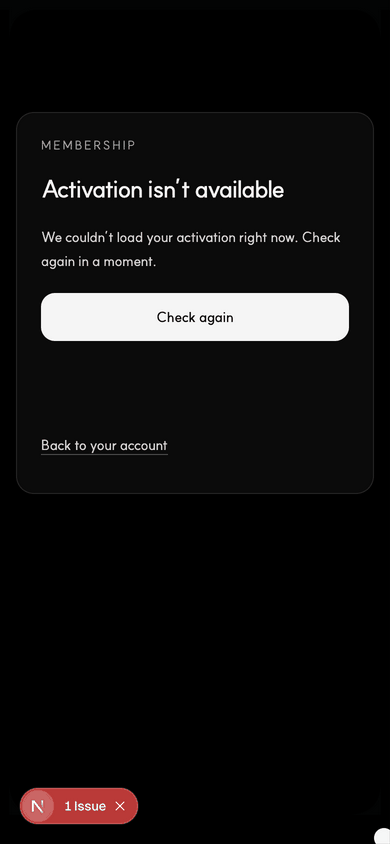 MEMBERSHIP
Activation isn't available
We couldn't load your activation right now. Check
again in a moment.
Check again
Back to your account
N 1 Issue